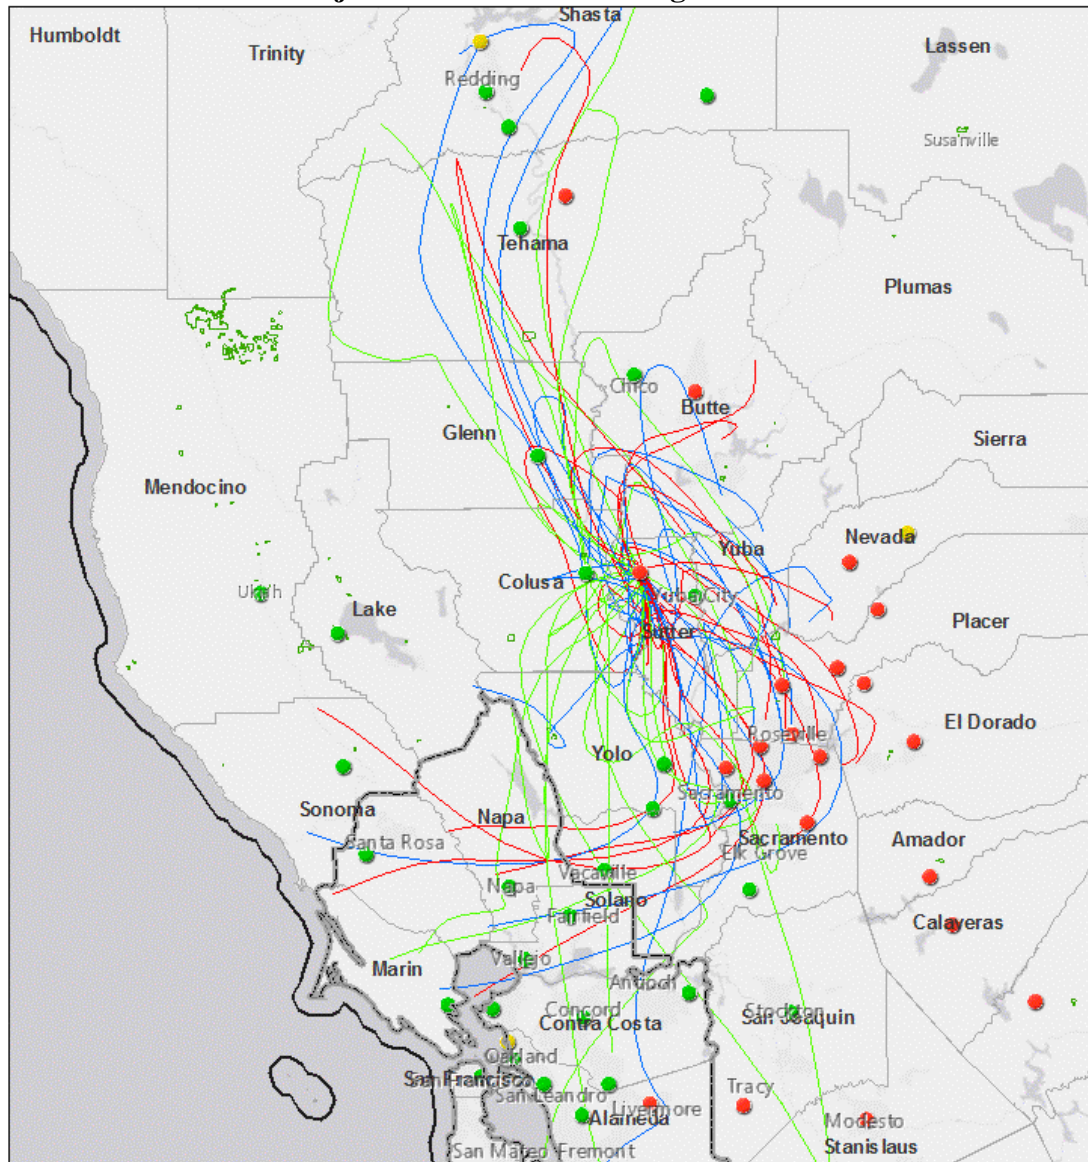 Shasta
Humboldt
Trinity
Lassen
Redding
Susanville
Tehama
Plumas
Chico
Butte
Glenn
Sierra
Mendocino
Nevada
Yuba
Colusa
Ukiah
Yuba City
Lake
Placer
Sutter
El Dorado
Roseville
Yolo
Sacramento
Sonoma
Napa
Sacramento
Amador
Santa Rosa
Elk Grove
Vacaville
Napa
Solano
Fairfield
Calaveras
Vallejo
Marin
Antioch
Concord
Stockton
Contra Costa
San Joaquin
Oakland
San Francisco
Tracy
San Leandro
Livermore
Alameda
Modesto
Stanislaus
San Mateo
Fremont